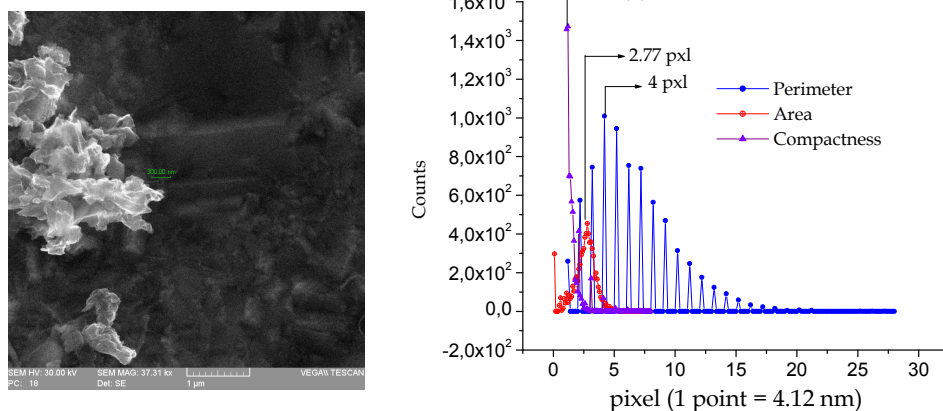 300.00 nm
SEM HV: 30.00 kV SEM MAG: 37.31 kx VEGA\\ TESCAN
PC: 18 Det: SE 1 µm
1,6x10³
1,4x10³
1,2x10³
1,0x10³
8,0x10²
6,0x10²
4,0x10²
2,0x10²
0,0
-2,0x10²
Counts
2.77 pxl
4 pxl
Perimeter
Area
Compactness
0 5 10 15 20 25 30
pixel (1 point = 4.12 nm)